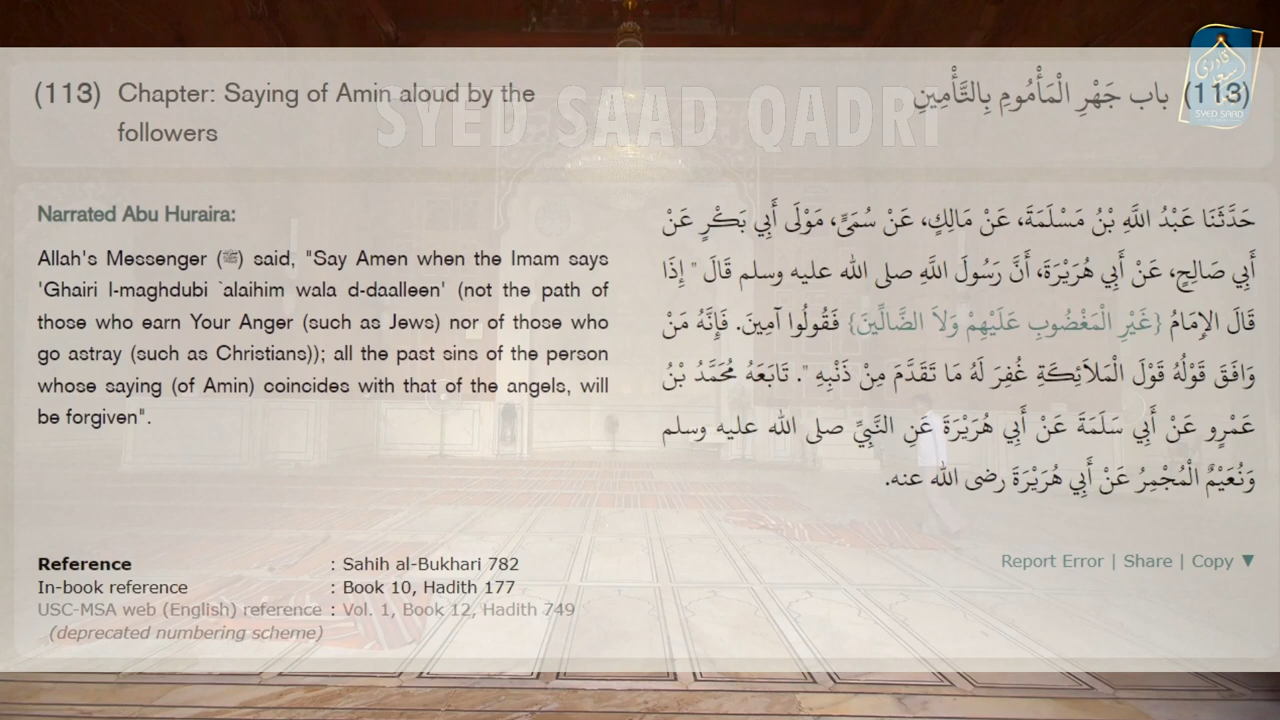 (113) Chapter: Saying of Amin aloud by the
followers
SYED SAAD QADRI
(113) باب جَهْرِ الْمَأْمُومِ بِالتَّأْمِينِ
SYED SAAD
Narrated Abu Huraira:
Allah's Messenger (ﷺ) said, "Say Amen when the Imam says
'Ghairi l-maghdubi `alaihim wala d-daalleen' (not the path of
those who earn Your Anger (such as Jews) nor of those who
go astray (such as Christians)); all the past sins of the person
whose saying (of Amin) coincides with that of the angels, will
be forgiven".
حَدَّثَنَا عَبْدُ اللَّهِ بْنُ مَسْلَمَةَ، عَنْ مَالِكٍ، عَنْ سُمَىٍّ، مَوْلَى أَبِي بَكْرٍ عَنْ
أَبِي صَالِحٍ، عَنْ أَبِي هُرَيْرَةَ، أَنَّ رَسُولَ اللَّهِ صلى الله عليه وسلم قَالَ ‏"‏ إِذَا
قَالَ الإِمَامُ ‏{‏غَيْرِ الْمَغْضُوبِ عَلَيْهِمْ وَلاَ الضَّالِّينَ‏}‏ فَقُولُوا آمِينَ‏.‏ فَإِنَّهُ مَنْ
وَافَقَ قَوْلُهُ قَوْلَ الْمَلاَئِكَةِ غُفِرَ لَهُ مَا تَقَدَّمَ مِنْ ذَنْبِهِ ‏"‏‏.‏ تَابَعَهُ مُحَمَّدُ بْنُ
عَمْرٍو عَنْ أَبِي سَلَمَةَ عَنْ أَبِي هُرَيْرَةَ عَنِ النَّبِيِّ صلى الله عليه وسلم
وَنُعَيْمٌ الْمُجْمِرُ عَنْ أَبِي هُرَيْرَةَ رضى الله عنه‏.‏
Reference : Sahih al-Bukhari 782
In-book reference : Book 10, Hadith 177
USC-MSA web (English) reference : Vol. 1, Book 12, Hadith 749
(deprecated numbering scheme)
Report Error | Share | Copy ▼